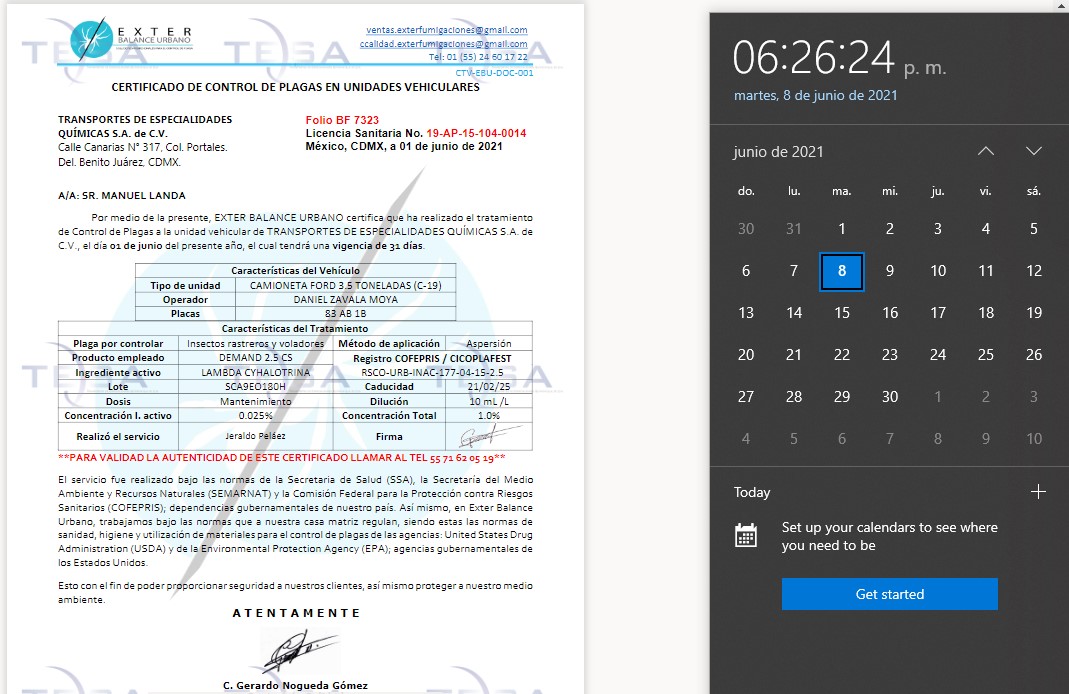 EXTER
BALANCE URBANO
ventas.exterfumigaciones@gmail.com
ccalidad.exterfumigaciones@gmail.com
Tel: 01 (55) 24 60 17 22
CTV-EBU-DOC-001
TESA TESA TESA
CERTIFICADO DE CONTROL DE PLAGAS EN UNIDADES VEHICULARES
TRANSPORTES DE ESPECIALIDADES
QUÍMICAS S.A. de C.V.
Calle Canarias N° 317, Col. Portales.
Del. Benito Juárez, CDMX.
Folio BF 7323
Licencia Sanitaria No. 19-AP-15-104-0014
México, CDMX, a 01 de junio de 2021
A/A: SR. MANUEL LANDA
Por medio de la presente, EXTER BALANCE URBANO certifica que ha realizado el tratamiento
de Control de Plagas a la unidad vehicular de TRANSPORTES DE ESPECIALIDADES QUÍMICAS S.A. de
C.V., el día 01 de junio del presente año, el cual tendrá una vigencia de 31 días.
Características del Vehículo
Tipo de unidad CAMIONETA FORD 3.5 TONELADAS (C-19)
Operador DANIEL ZAVALA MOYA
Placas 83 AB 1B
Características del Tratamiento
Plaga por controlar Insectos rastreros y voladores Método de aplicación Aspersión
Producto empleado DEMAND 2.5 CS Registro COFEPRIS / CICOPLAFEST
Ingrediente activo LAMBDA CYHALOTRINA RSCO-URB-INAC-177-04-15-2.5
Lote SCA9EO180H Caducidad 21/02/25
Dosis Mantenimiento Dilución 10 mL /L
Concentración I. activo 0.025% Concentración Total 1.0%
Realizó el servicio Jeraldo Peláez Firma
**PARA VALIDAD LA AUTENTICIDAD DE ESTE CERTIFICADO LLAMAR AL TEL 55 71 62 05 19**
El servicio fue realizado bajo las normas de la Secretaria de Salud (SSA), la Secretaría del Medio
Ambiente y Recursos Naturales (SEMARNAT) y la Comisión Federal para la Protección contra Riesgos
Sanitarios (COFEPRIS); dependencias gubernamentales de nuestro país. Así mismo, en Exter Balance
Urbano, trabajamos bajo las normas que a nuestra casa matriz regulan, siendo estas las normas de
sanidad, higiene y utilización de materiales para el control de plagas de las agencias: United States Drug
Administration (USDA) y de la Environmental Protection Agency (EPA); agencias gubernamentales de
los Estados Unidos.
Esto con el fin de poder proporcionar seguridad a nuestros clientes, así mismo proteger a nuestro medio
ambiente.
ATENTAMENTE
C. Gerardo Nogueda Gómez
06:26:24 p. m.
martes, 8 de junio de 2021
junio de 2021
do. lu. ma. mi. ju. vi. sá.
30 31 1 2 3 4 5
6 7 8 9 10 11 12
13 14 15 16 17 18 19
20 21 22 23 24 25 26
27 28 29 30 1 2 3
4 5 6 7 8 9 10
Today
Set up your calendars to see where
you need to be
Get started